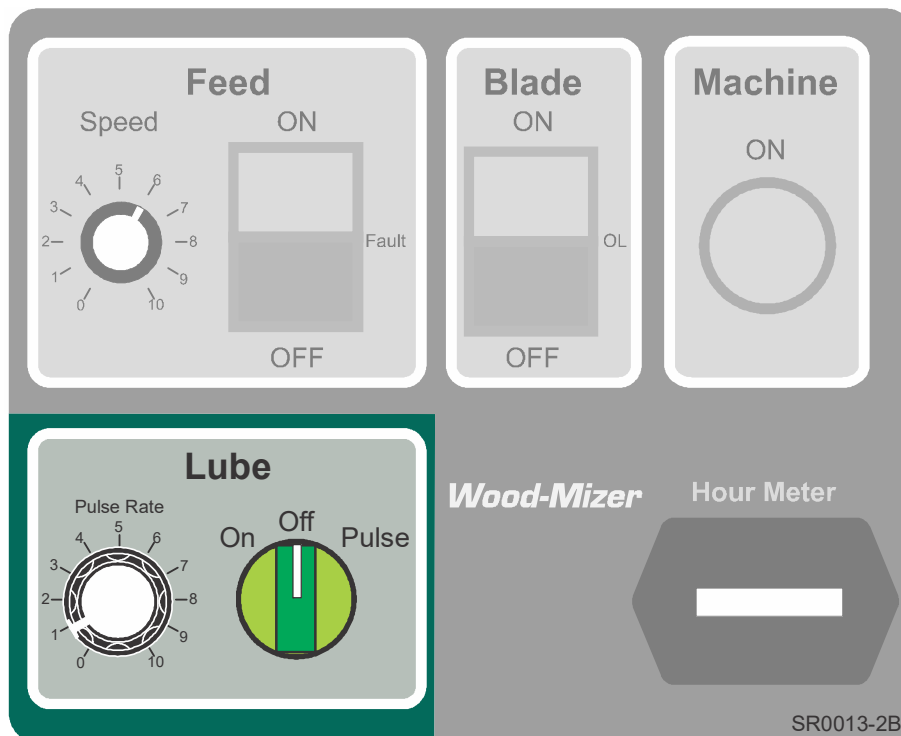 Feed
Speed
ON
0 1 2 3 4 5 6 7 8 9 10
Fault
OFF
Blade
ON
OL
OFF
Machine
ON
Lube
Pulse Rate
0 1 2 3 4 5 6 7 8 9 10
On Off Pulse
Wood-Mizer
Hour Meter
SR0013-2B